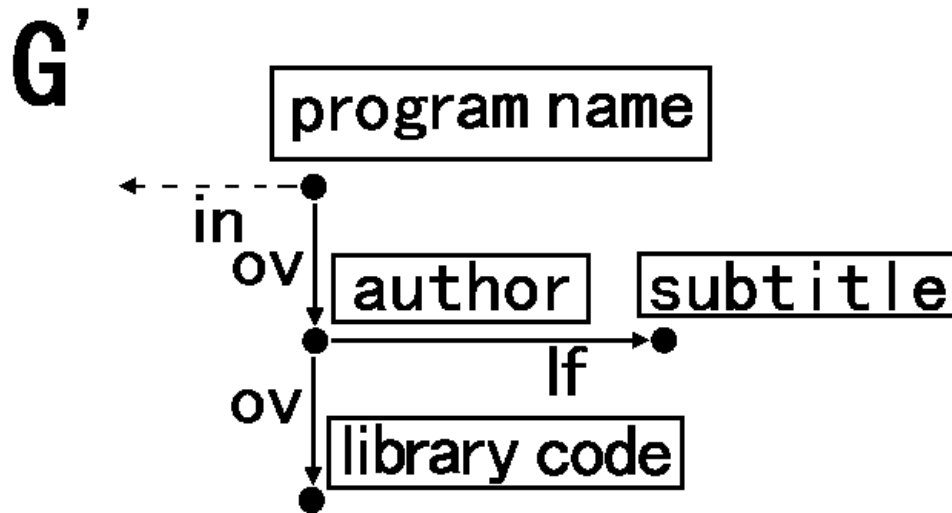 G'
program name
in
ov
author
subtitle
lf
ov
library code